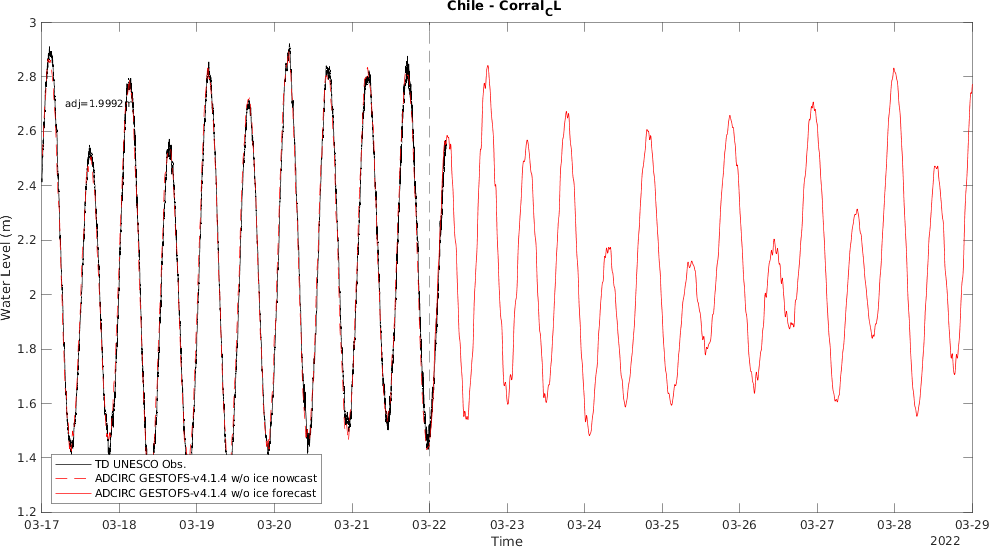 Chile - Corral_CL
3
2.8
2.6
2.4
2.2
2
1.8
1.6
1.4
1.2
Water Level (m)
adj=1.9992
TD UNESCO Obs.
ADCIRC GESTOFS-v4.1.4 w/o ice nowcast
ADCIRC GESTOFS-v4.1.4 w/o ice forecast
03-17 03-18 03-19 03-20 03-21 03-22 03-23 03-24 03-25 03-26 03-27 03-28 03-29
Time
2022